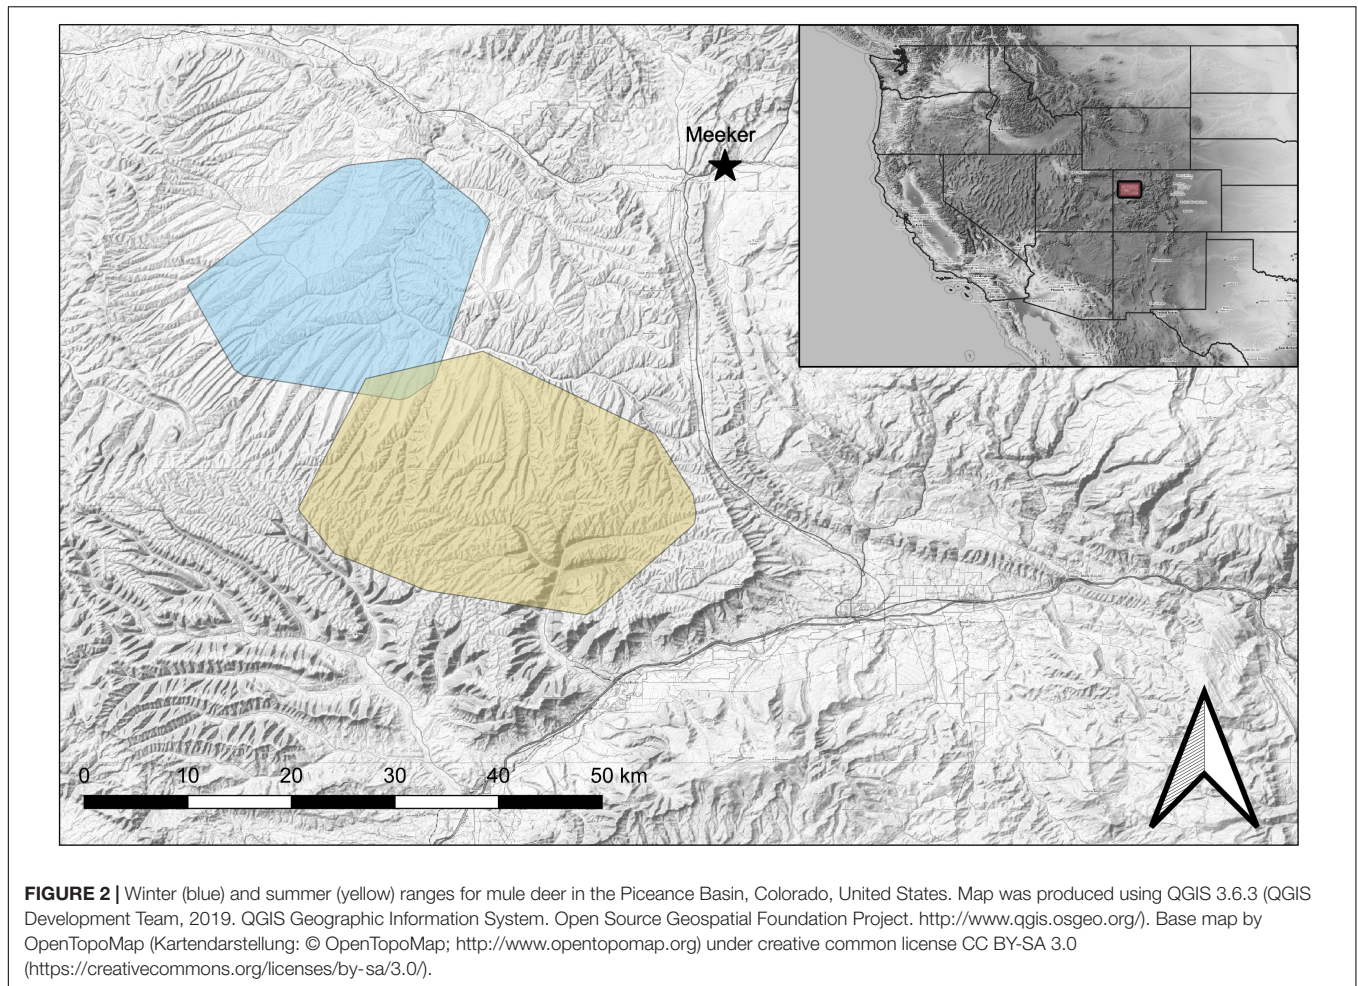 Meeker
0 10 20 30 40 50 km
FIGURE 2 | Winter (blue) and summer (yellow) ranges for mule deer in the Piceance Basin, Colorado, United States. Map was produced using QGIS 3.6.3 (QGIS
Development Team, 2019. QGIS Geographic Information System. Open Source Geospatial Foundation Project. http://www.qgis.osgeo.org/). Base map by
OpenTopoMap (Kartendarstellung: © OpenTopoMap; http://www.opentopomap.org) under creative common license CC BY-SA 3.0
(https://creativecommons.org/licenses/by-sa/3.0/).